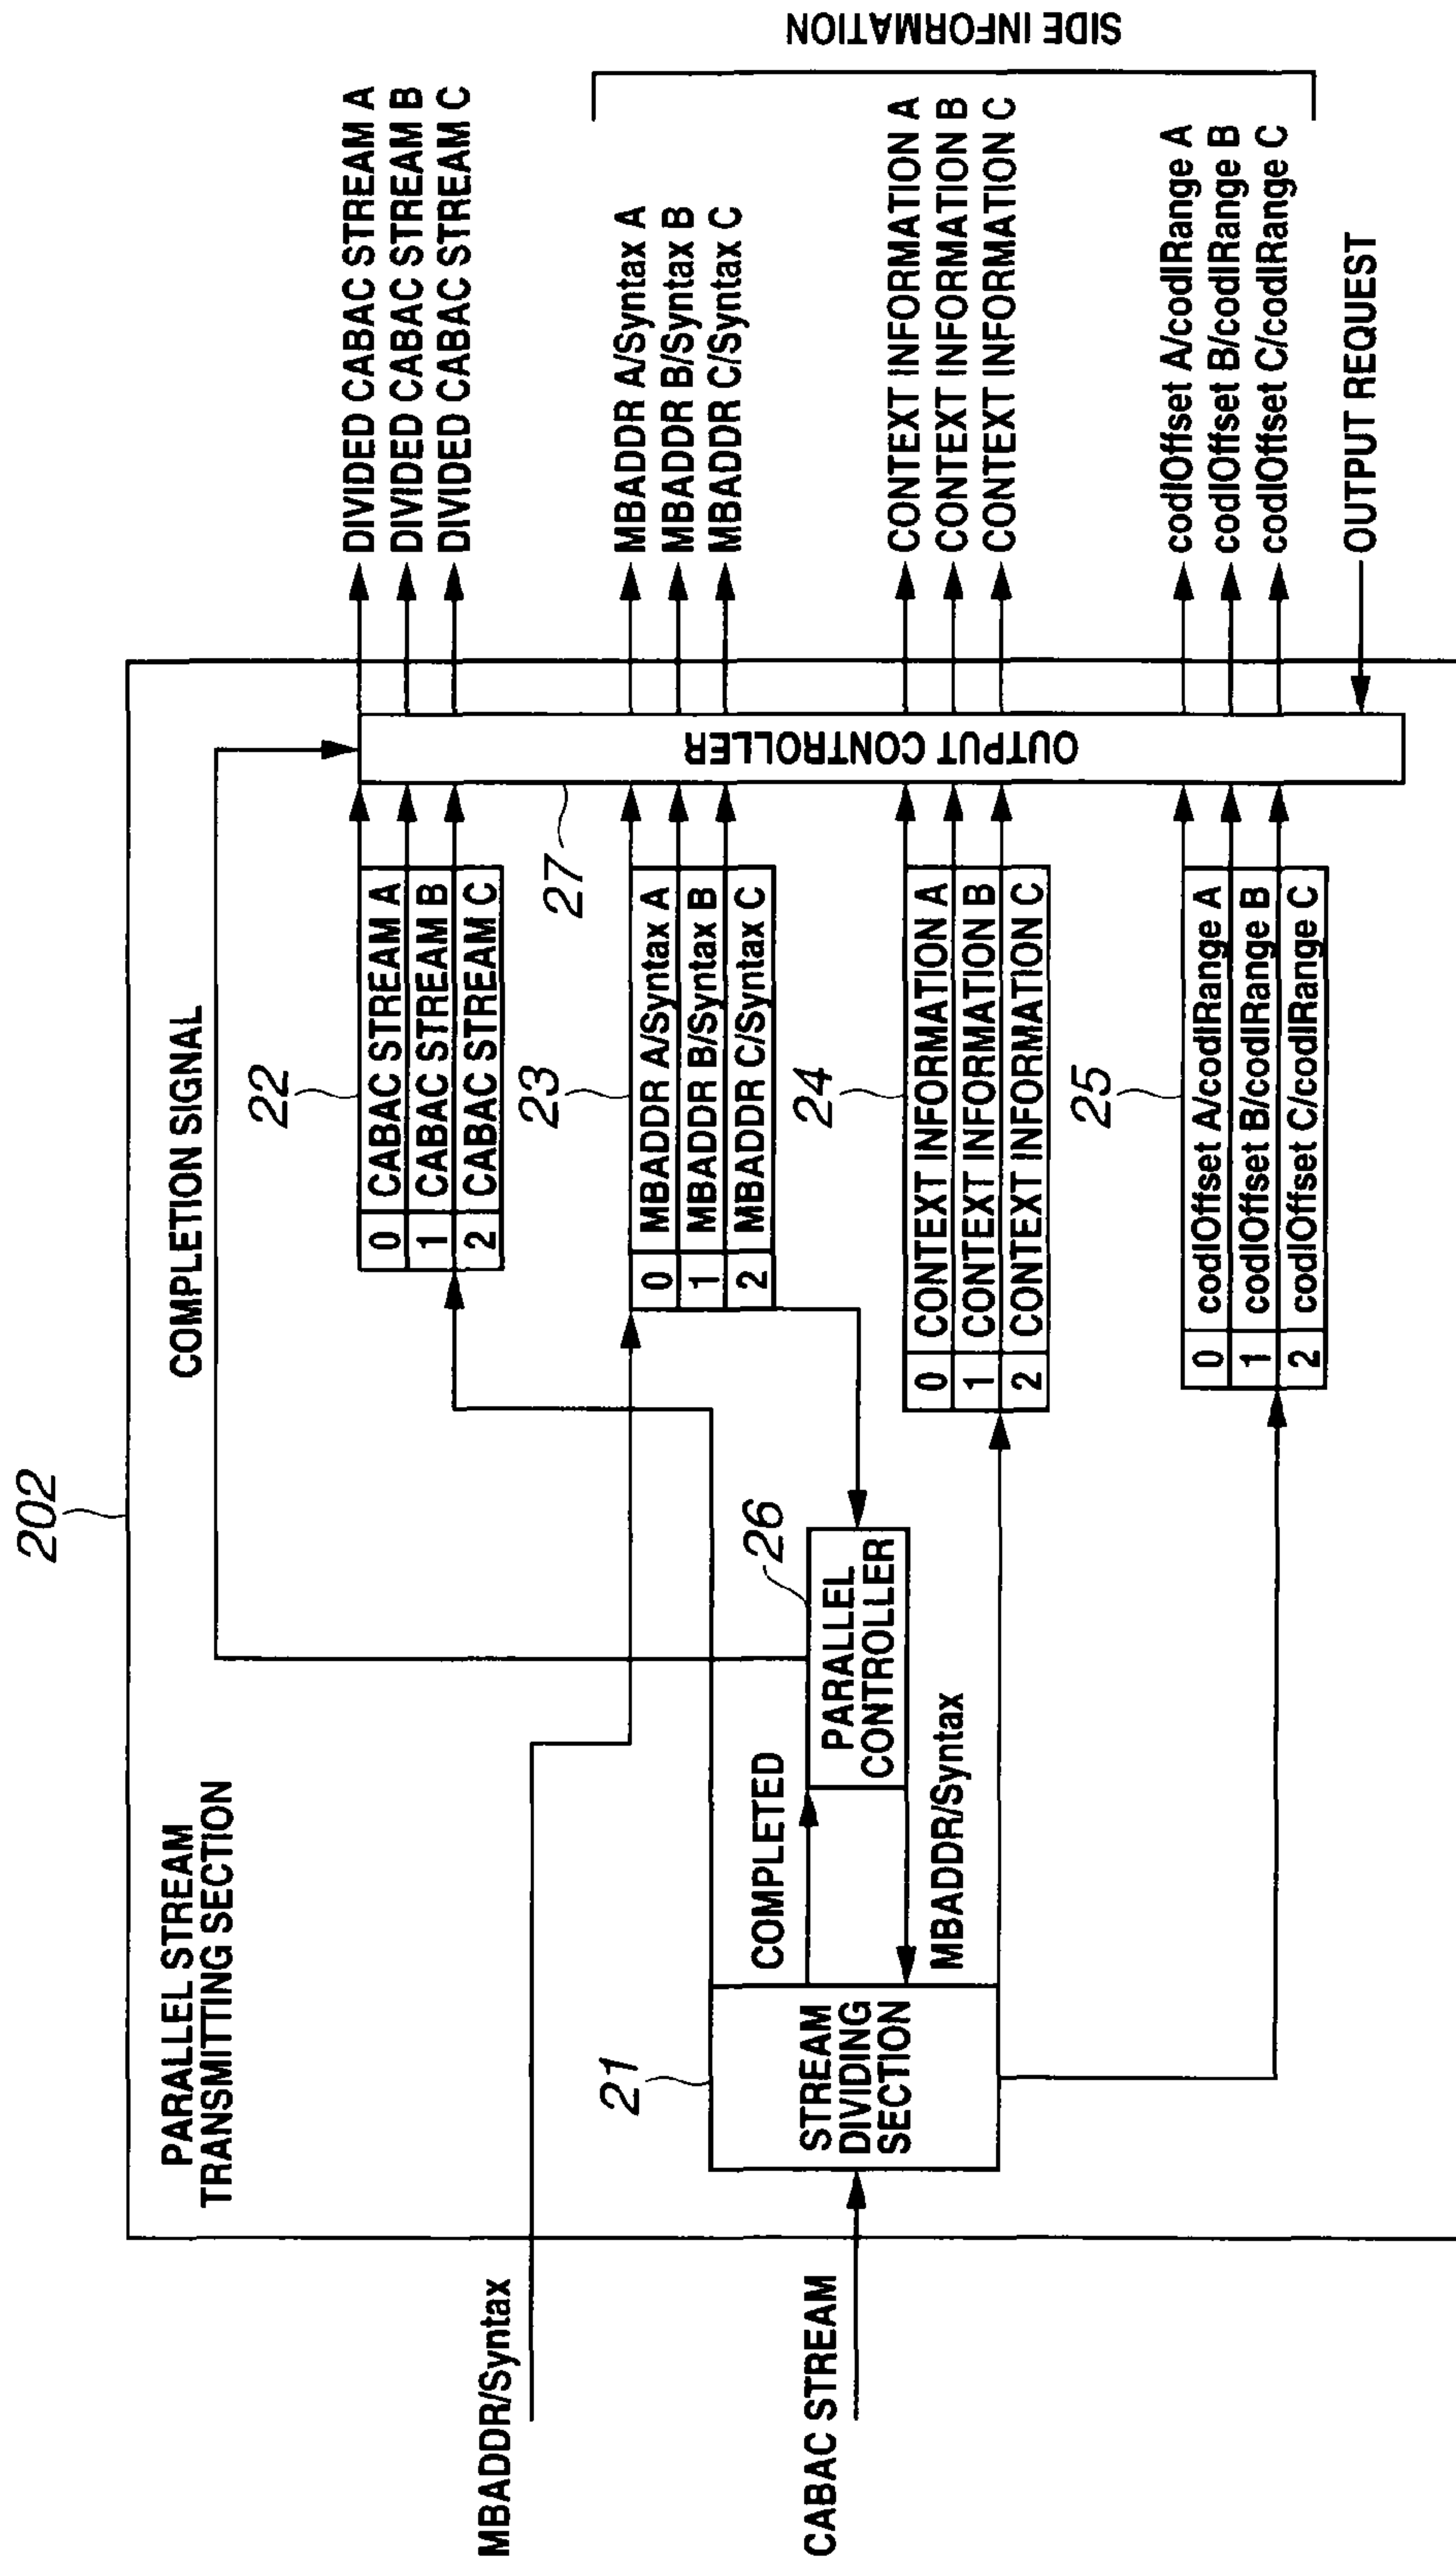 202
PARALLEL STREAM
TRANSMITTING SECTION
COMPLETION SIGNAL
MBADDR/Syntax
CABAC STREAM
21
STREAM
DIVIDING
SECTION
COMPLETED
MBADDR/Syntax
26
PARALLEL
CONTROLLER
22
0 CABAC STREAM A
1 CABAC STREAM B
2 CABAC STREAM C
23
0 MBADDR A/Syntax A
1 MBADDR B/Syntax B
2 MBADDR C/Syntax C
24
0 CONTEXT INFORMATION A
1 CONTEXT INFORMATION B
2 CONTEXT INFORMATION C
25
0 codIOffset A/codIRange A
1 codIOffset B/codIRange B
2 codIOffset C/codIRange C
27
OUTPUT CONTROLLER
DIVIDED CABAC STREAM A
DIVIDED CABAC STREAM B
DIVIDED CABAC STREAM C
MBADDR A/Syntax A
MBADDR B/Syntax B
MBADDR C/Syntax C
CONTEXT INFORMATION A
CONTEXT INFORMATION B
CONTEXT INFORMATION C
codIOffset A/codIRange A
codIOffset B/codIRange B
codIOffset C/codIRange C
OUTPUT REQUEST
SIDE INFORMATION